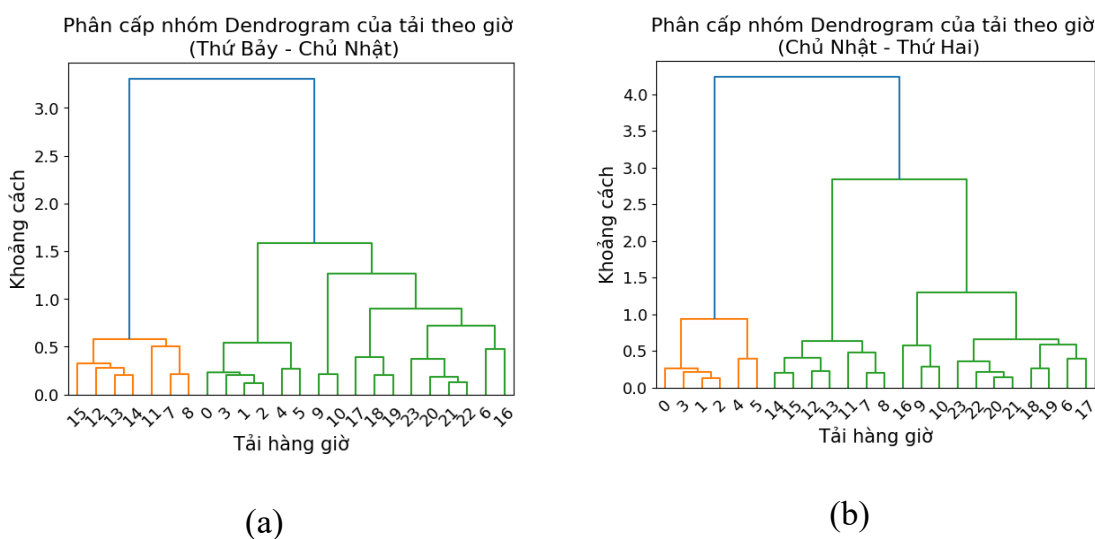 Phân cấp nhóm Dendrogram của tải theo giờ
(Thứ Bảy - Chủ Nhật)
3.0
2.5
2.0
1.5
1.0
0.5
0.0
Khoảng cách
15 12 13 14 11 7 8 0 3 1 2 4 5 9 10 17 18 19 23 20 21 22 6 16
Tải hàng giờ
(a)
Phân cấp nhóm Dendrogram của tải theo giờ
(Chủ Nhật - Thứ Hai)
4.0
3.5
3.0
2.5
2.0
1.5
1.0
0.5
0.0
Khoảng cách
0 3 1 2 4 5 14 15 12 13 11 7 8 16 9 10 23 22 20 21 18 19 6 17
Tải hàng giờ
(b)